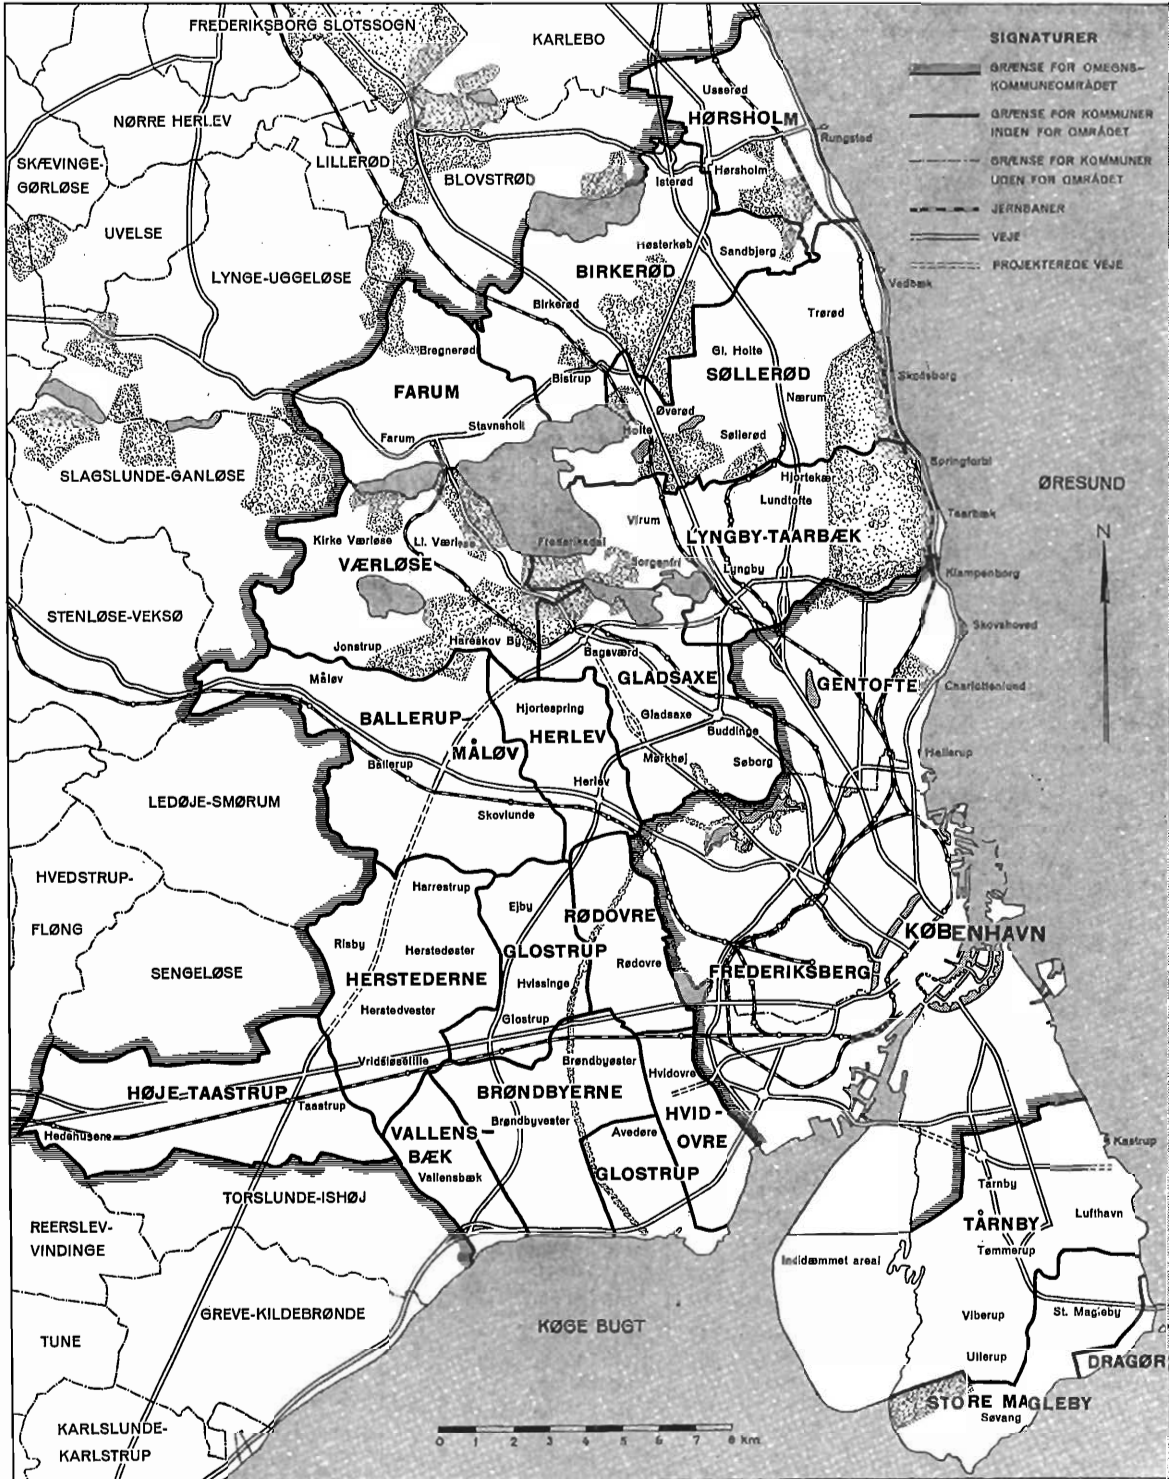 FREDERIKSBORG SLOTSSOGN
KARLEBO
SIGNATURER
GRÆNSE FOR OMEGNS-
KOMMUNEOMRÅDET
GRÆNSE FOR KOMMUNER
INDEN FOR OMRÅDET
GRÆNSE FOR KOMMUNER
UDEN FOR OMRÅDET
JERNBANER
VEJE
PROJEKTEREDE VEJE
Usserød
HØRSHOLM
Rungsted
NØRRE HERLEV
LILLERØD
SKÆVINGE-
GØRLØSE
BLOVSTRØD
Isterød
Hørsholm
UVELSE
LYNGE-UGGELØSE
Høsterkøb
Sandbjerg
BIRKERØD
Birkerød
Vedbæk
Trørød
Bregnerød
Gl. Holte
FARUM
Bistrup
SØLLERØD
Skodsborg
Nærum
Øverød
Stavnsholt
Farum
Holte
Søllerød
Springforbi
SLAGSLUNDE-GANLØSE
Hjortekær
Lundtofte
ØRESUND
Taarbæk
Virum
LYNGBY-TAARBÆK
N
Kirke Værløse
Ll. Værløse
Frederiksdal
VÆRLØSE
Sorgenfri
Lyngby
Klampenborg
STENLØSE-VEKSØ
Skovshoved
Jonstrup
Hareskov By
Bagsværd
Måløv
GLADSAXE
GENTOFTE
Charlottenlund
BALLERUP-
MÅLØV
Hjortespring
HERLEV
Gladsaxe
Buddinge
Hellerup
Ballerup
Mørkhøj
Søborg
Herlev
LEDØJE-SMØRUM
Skovlunde
HVEDSTRUP-
FLØNG
Harrestrup
Ejby
RØDOVRE
KØBENHAVN
Risby
Herstedøster
GLOSTRUP
Rødovre
FREDERIKSBERG
SENGELØSE
HERSTEDERNE
Hvissinge
Herstedvester
Glostrup
Vridsløselille
Brøndbyøster
Hvidovre
HØJE-TAASTRUP
Taastrup
BRØNDBYERNE
Brøndbyvester
HVID-
OVRE
Hedehusene
VALLENS-
BÆK
Avedøre
Kastrup
Vallensbæk
GLOSTRUP
Tårnby
TORSLUNDE-ISHØJ
REERSLEV-
VINDINGE
TÅRNBY
Lufthavn
Tømmerup
Inddæmmet areal
GREVE-KILDEBRØNDE
Viberup
St. Magleby
KØGE BUGT
TUNE
Ullerup
DRAGØR
STORE MAGLEBY
Søvang
KARLSLUNDE-
KARLSTRUP
0 1 2 3 4 5 6 7 8 km